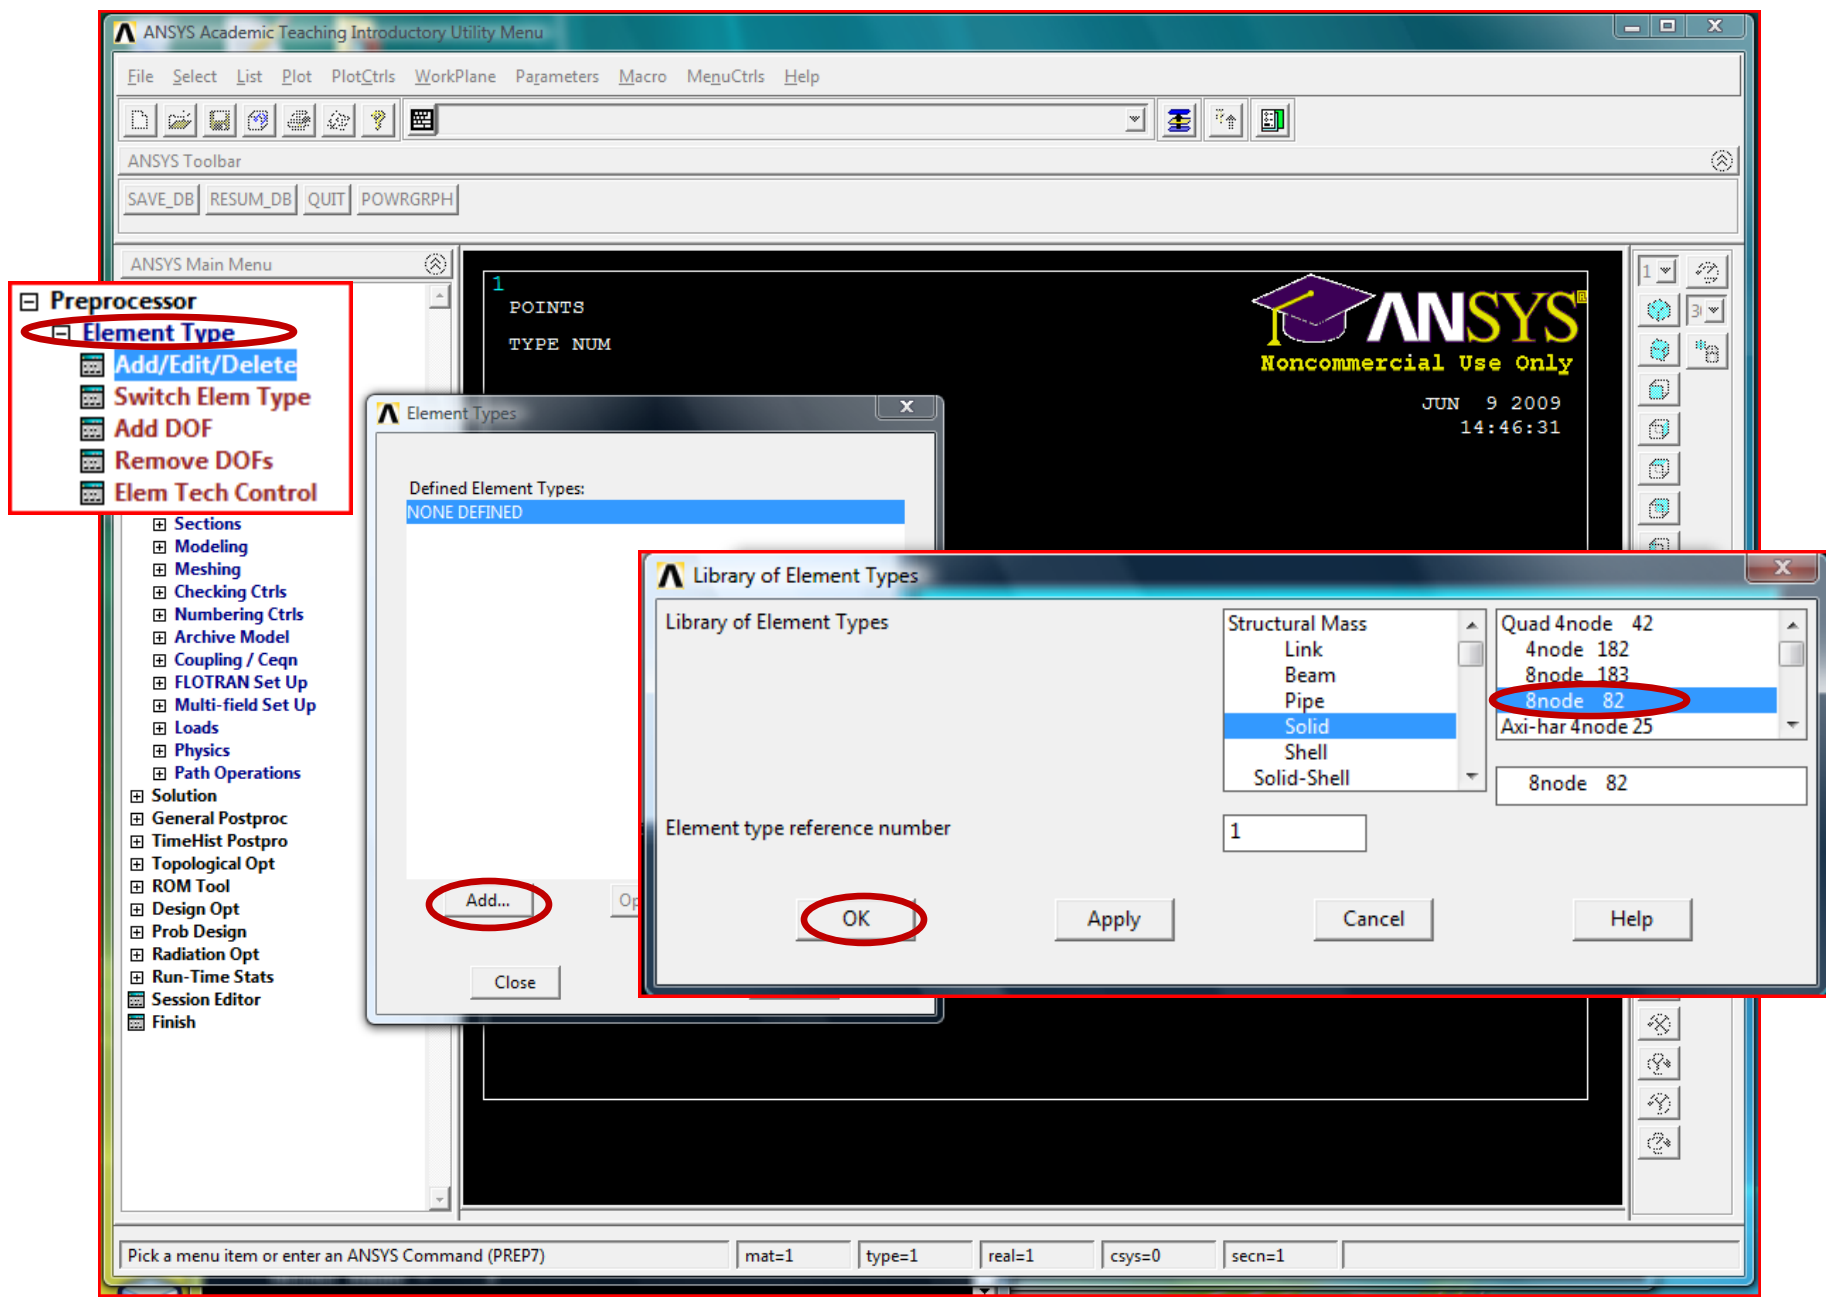 ANSYS Academic Teaching Introductory Utility Menu
File Select List Plot PlotCtrls WorkPlane Parameters Macro MenuCtrls Help
ANSYS Toolbar
SAVE_DB RESUM_DB QUIT POWRGRPH
ANSYS Main Menu
Preprocessor
Element Type
Add/Edit/Delete
Switch Elem Type
Add DOF
Remove DOFs
Elem Tech Control
Sections
Modeling
Meshing
Checking Ctrls
Numbering Ctrls
Archive Model
Coupling / Ceqn
FLOTRAN Set Up
Multi-field Set Up
Loads
Physics
Path Operations
Solution
General Postproc
TimeHist Postpro
Topological Opt
ROM Tool
Design Opt
Prob Design
Radiation Opt
Run-Time Stats
Session Editor
Finish
1
POINTS
TYPE NUM
ANSYS®
Noncommercial Use Only
JUN 9 2009
14:46:31
1
Element Types
Defined Element Types:
NONE DEFINED
Add...
Close
Library of Element Types
Library of Element Types
Structural Mass
Link
Beam
Pipe
Solid
Shell
Solid-Shell
Quad 4node 42
4node 182
8node 183
8node 82
Axi-har 4node 25
8node 82
Element type reference number
1
OK Apply Cancel Help
Pick a menu item or enter an ANSYS Command (PREP7) mat=1 type=1 real=1 csys=0 secn=1